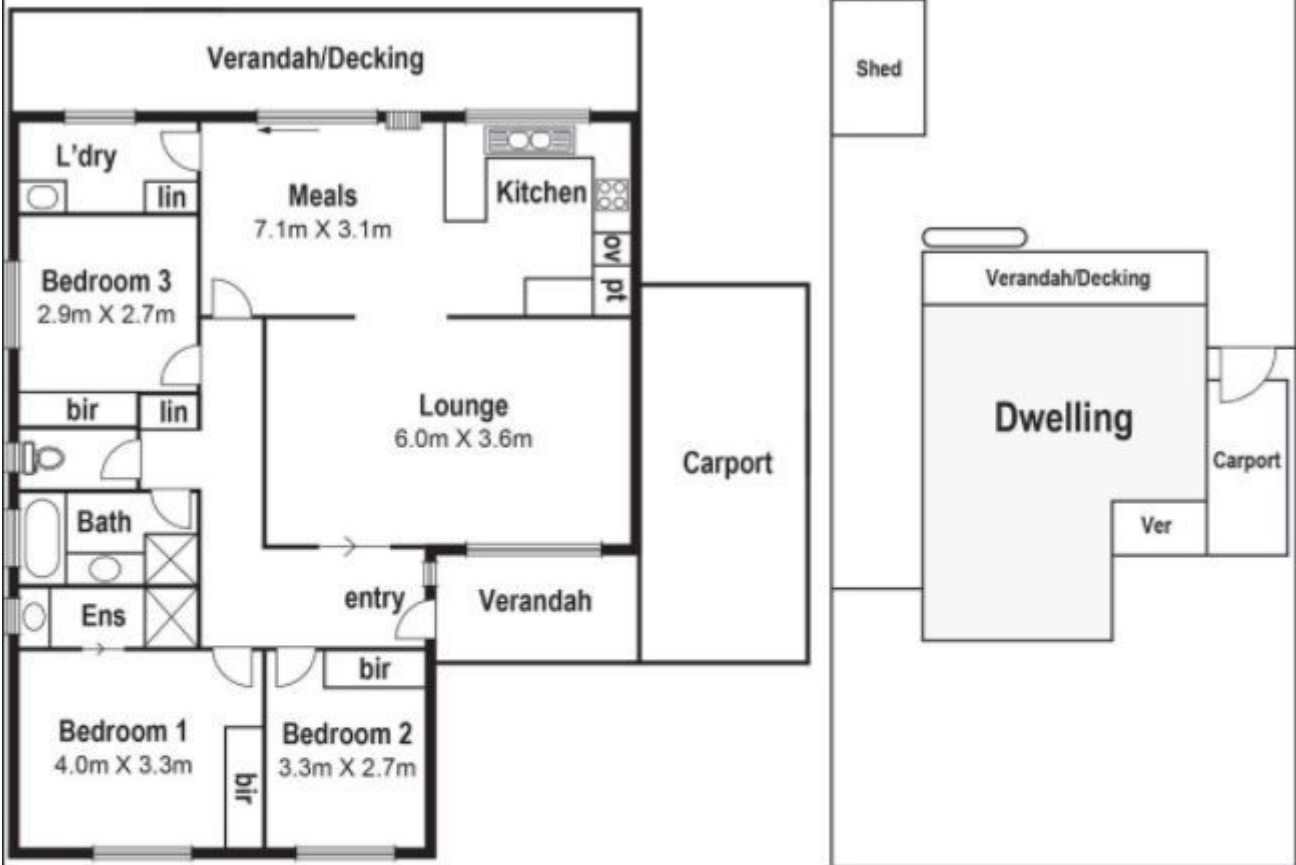 Verandah/Decking
L'dry
lin
Meals
7.1m X 3.1m
Kitchen
ov
pt
Bedroom 3
2.9m X 2.7m
bir
lin
Lounge
6.0m X 3.6m
Carport
Bath
Ens
entry
Verandah
Bedroom 1
4.0m X 3.3m
bir
bir
Bedroom 2
3.3m X 2.7m
Shed
Verandah/Decking
Dwelling
Carport
Ver